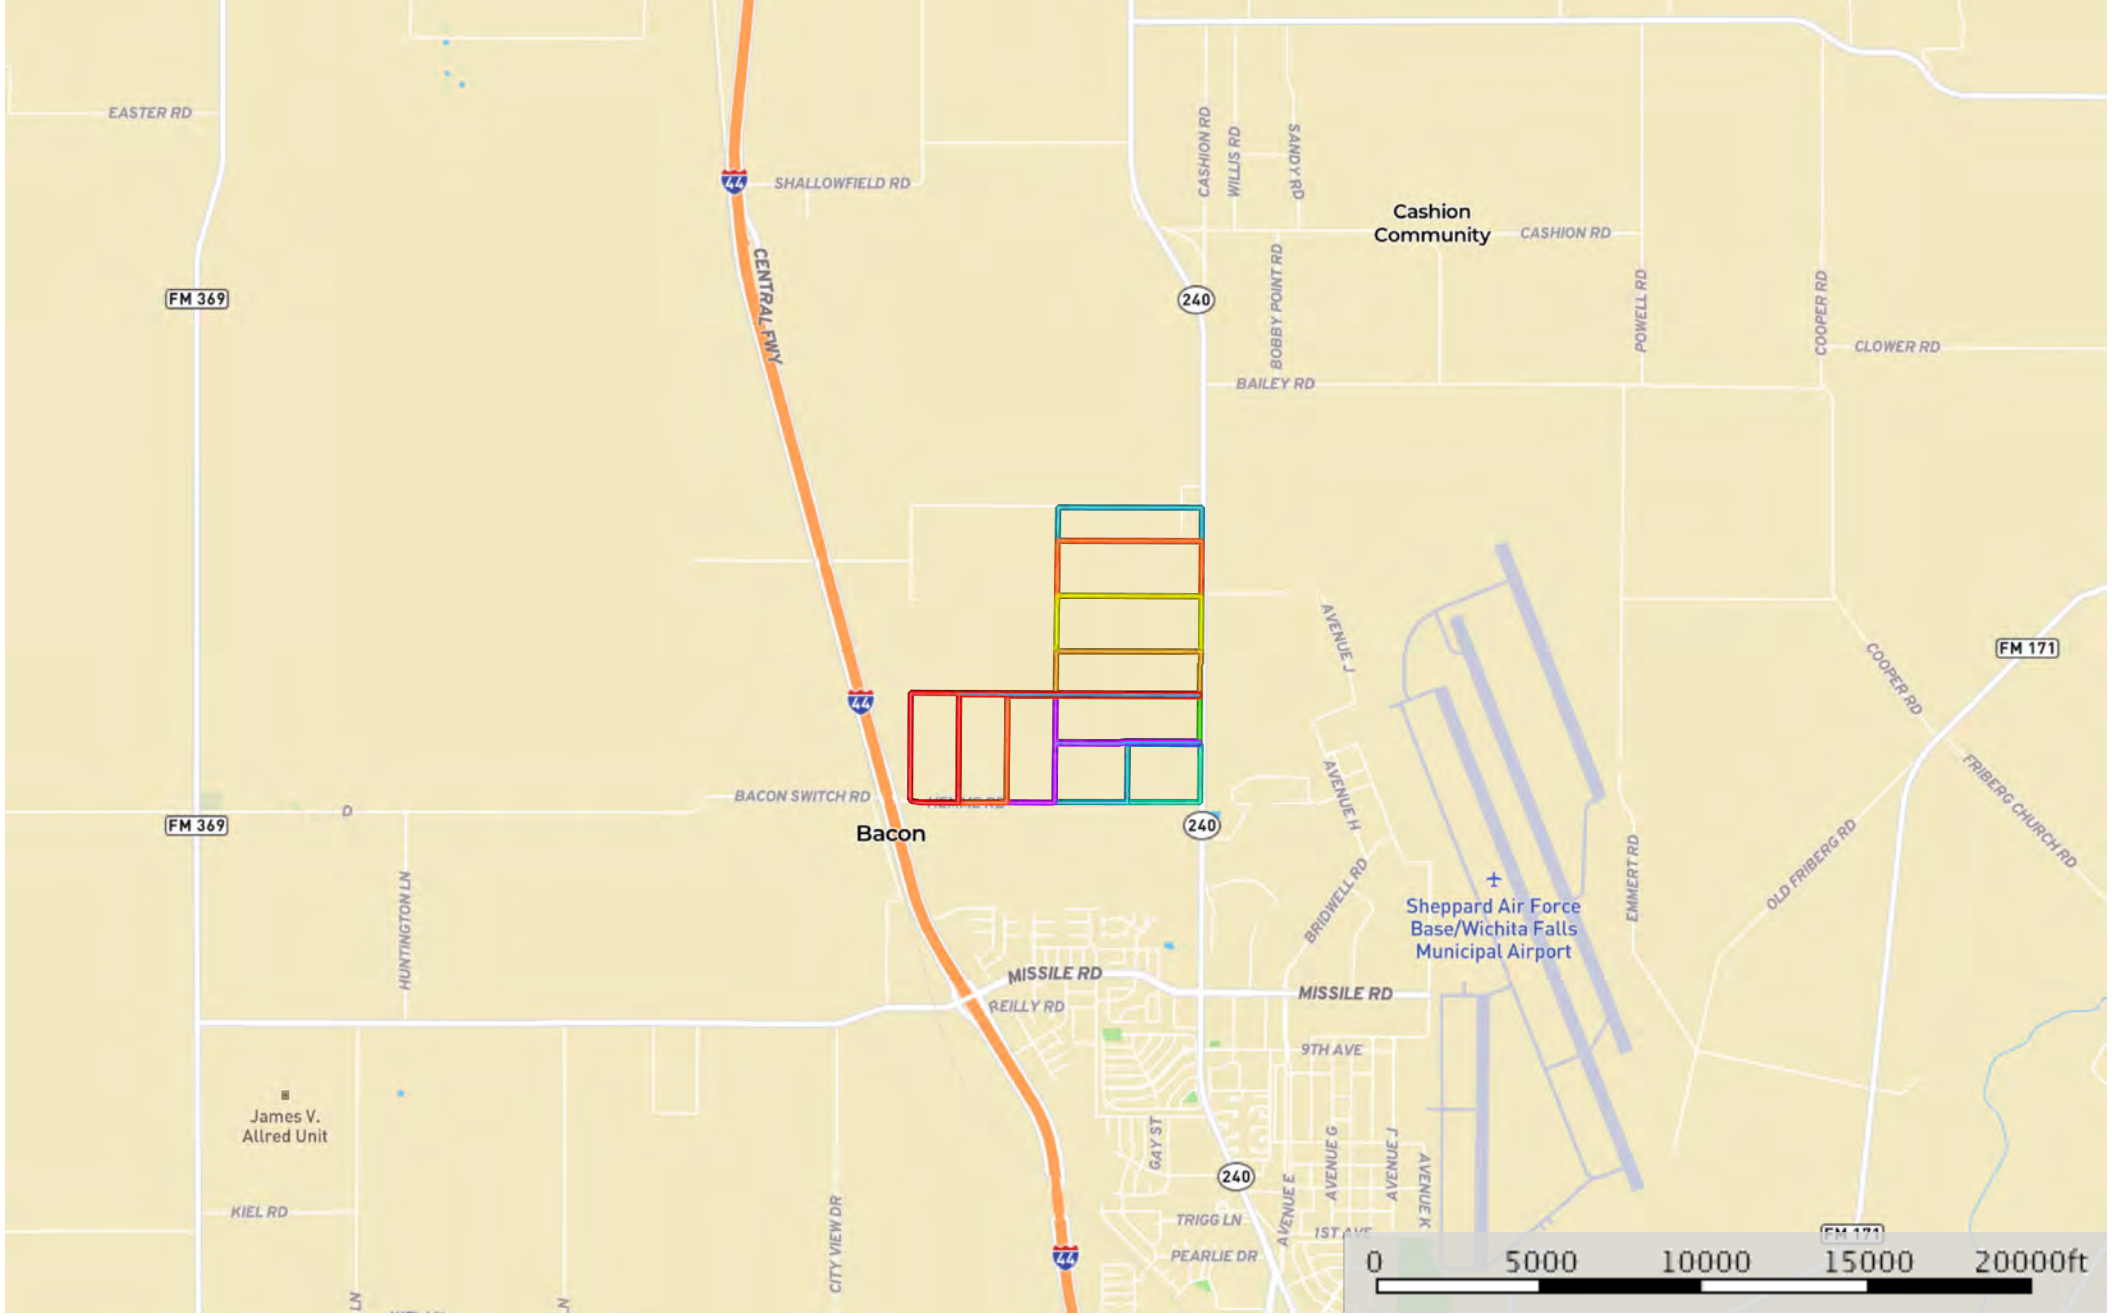 EASTER RD
44
SHALLOWFIELD RD
CASHION RD
WILLIS RD
SANDY RD
Cashion
Community
CASHION RD
FM 369
CENTRAL FWY
240
BOBBY POINT RD
POWELL RD
COOPER RD
CLOWER RD
BAILEY RD
AVENUE J
FM 171
COOPER RD
44
BACON SWITCH RD
HEMME RD
AVENUE H
FRIBERG CHURCH RD
D
FM 369
Bacon
240
OLD FRIBERG RD
EMMERT RD
HUNTINGTON LN
BRIDWELL RD
Sheppard Air Force
Base/Wichita Falls
Municipal Airport
MISSILE RD
MISSILE RD
REILLY RD
9TH AVE
James V.
Allred Unit
GAY ST
AVENUE G
AVENUE J
AVENUE K
240
AVENUE E
KIEL RD
CITY VIEW DR
TRIGG LN
1ST AVE
FM 171
44
PEARLIE DR
0 5000 10000 15000 20000ft
LN
LN